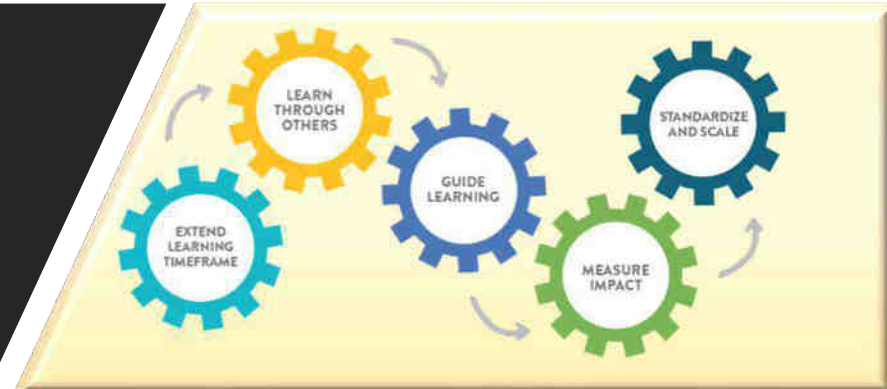 EXTEND
LEARNING
TIMEFRAME
LEARN
THROUGH
OTHERS
GUIDE
LEARNING
MEASURE
IMPACT
STANDARDIZE
AND SCALE